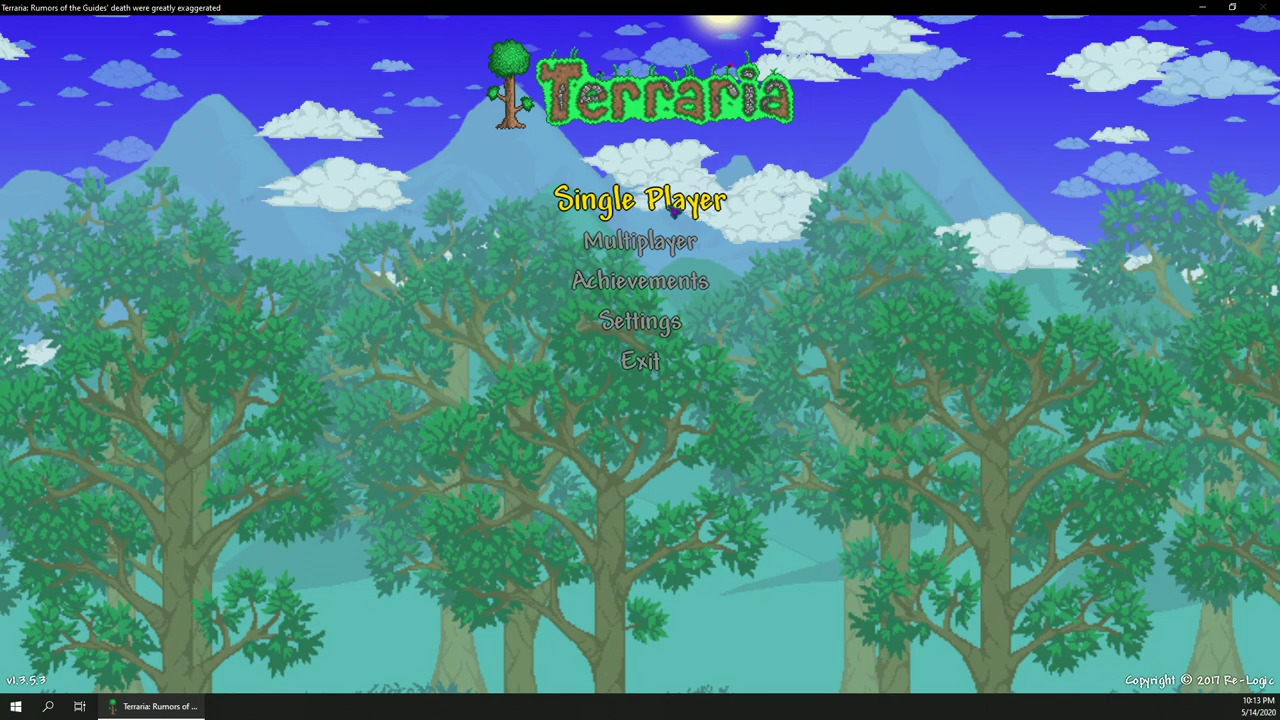 Terraria: Rumors of the Guides' death were greatly exaggerated
Terraria
Single Player
Multiplayer
Achievements
Settings
Exit
v1.3.5.3
Copyright © 2017 Re-Logic
Terraria: Rumors of ...
10:13 PM
5/14/2020